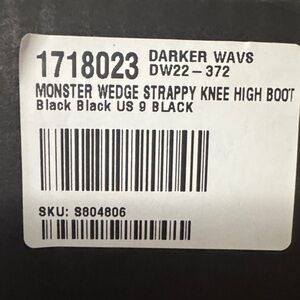 1718023 DARKER WAVS
DW22-372
MONSTER WEDGE STRAPPY KNEE HIGH BOOT
Black Black US 9 BLACK
SKU: S804806